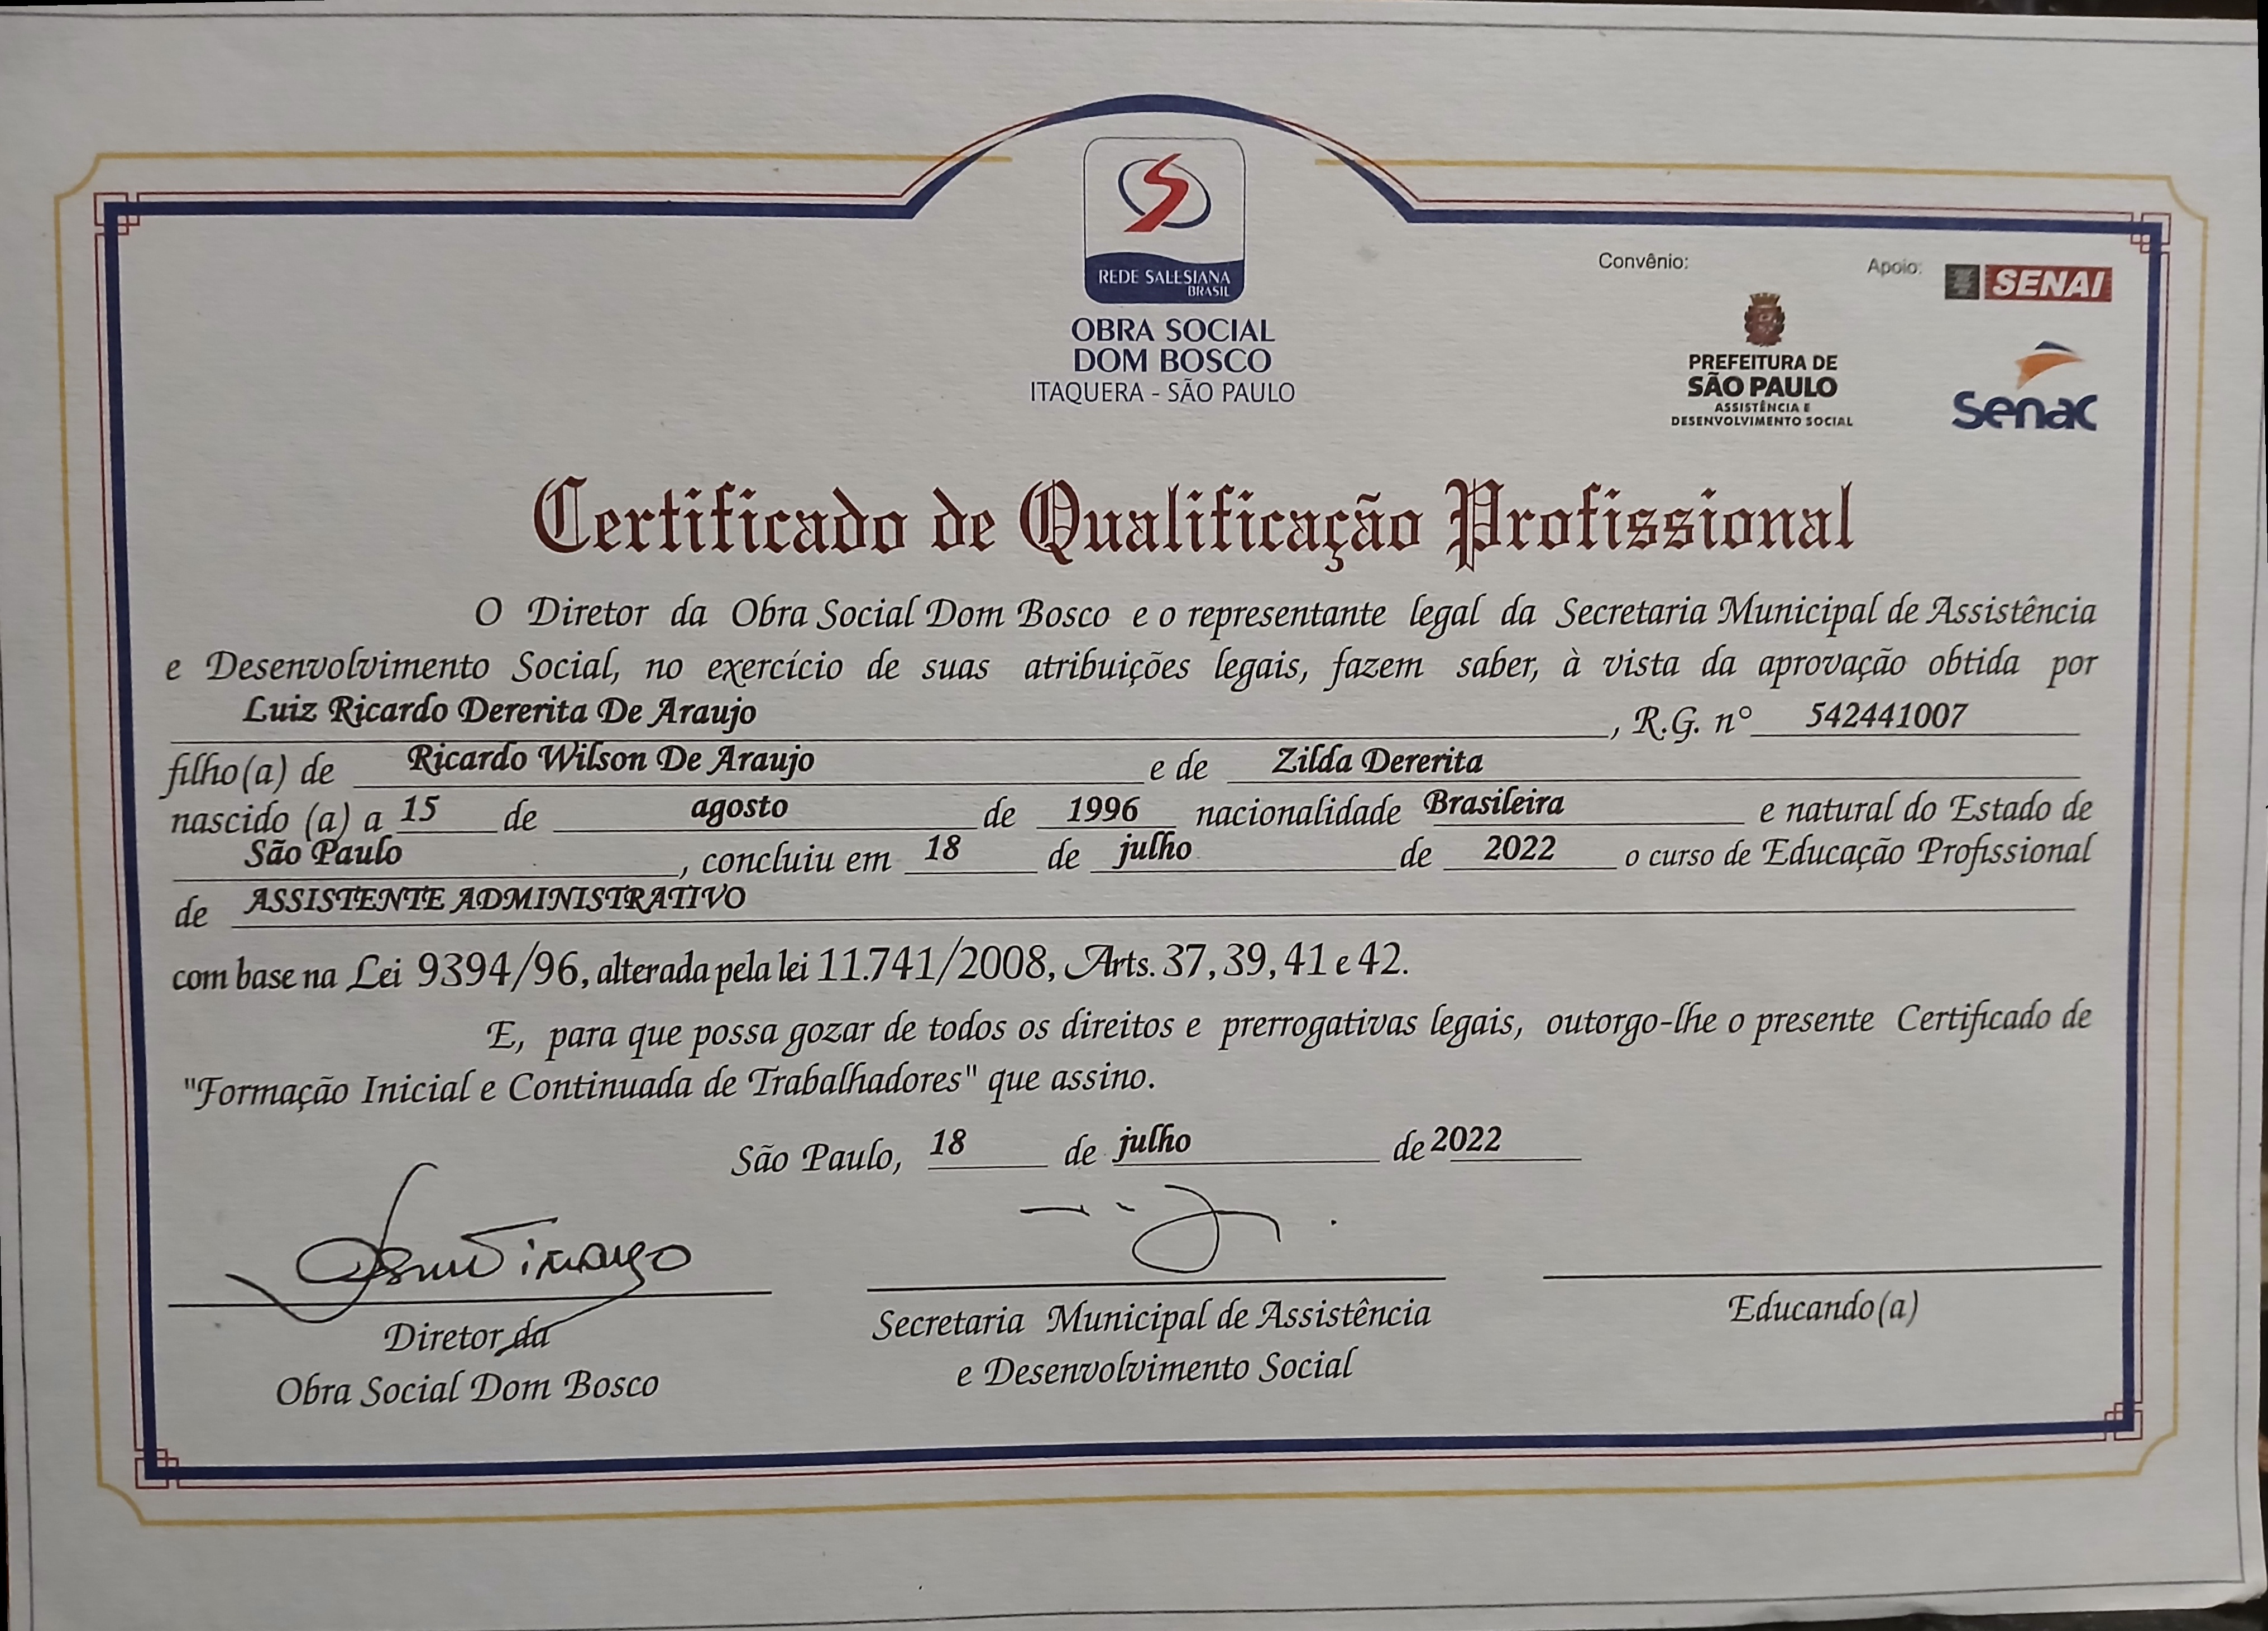 REDE SALESIANA
BRASIL
OBRA SOCIAL
DOM BOSCO
ITAQUERA - SÃO PAULO
Convênio:
PREFEITURA DE
SÃO PAULO
ASSISTÊNCIA E
DESENVOLVIMENTO SOCIAL
Apoio:
SENAI
Senac
Certificado de Qualificação Profissional
O Diretor da Obra Social Dom Bosco e o representante legal da Secretaria Municipal de Assistência
e Desenvolvimento Social, no exercício de suas atribuições legais, fazem saber, à vista da aprovação obtida por
Luiz Ricardo Dererita De Araujo, R.G. nº 542441007
filho(a) de Ricardo Wilson De Araujo e de Zilda Dererita
nascido (a) a 15 de agosto de 1996 nacionalidade Brasileira e natural do Estado de
São Paulo, concluiu em 18 de julho de 2022 o curso de Educação Profissional
de ASSISTENTE ADMINISTRATIVO
com base na Lei 9394/96, alterada pela lei 11.741/2008, Arts. 37, 39, 41 e 42.
E, para que possa gozar de todos os direitos e prerrogativas legais, outorgo-lhe o presente Certificado de
"Formação Inicial e Continuada de Trabalhadores" que assino.
São Paulo, 18 de julho de 2022
Diretor da
Obra Social Dom Bosco
Secretaria Municipal de Assistência
e Desenvolvimento Social
Educando(a)